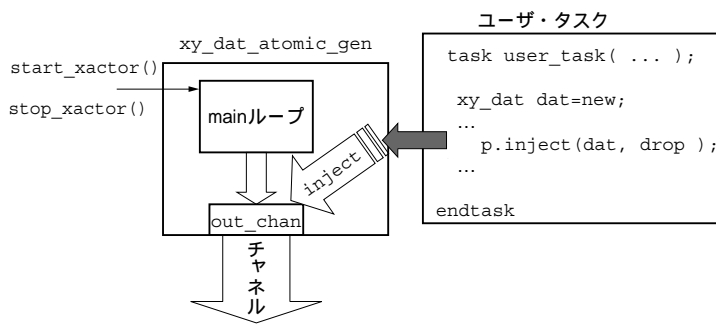 ユーザ・タスク
xy_dat_atomic_gen
start_xactor()
stop_xactor()
mainループ
inject
out_chan
チャネル
task user_task( ... );
xy_dat dat=new;
…
p.inject(dat, drop );
…
endtask